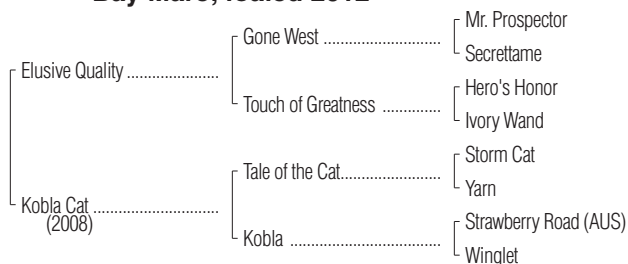 Bay Mare; foaled 2012
Mr. Prospector
Gone West
Secrettame
Elusive Quality
Hero's Honor
Touch of Greatness
Ivory Wand
Storm Cat
Tale of the Cat
Yarn
Kobla Cat
(2008)
Strawberry Road (AUS)
Kobla
Winglet